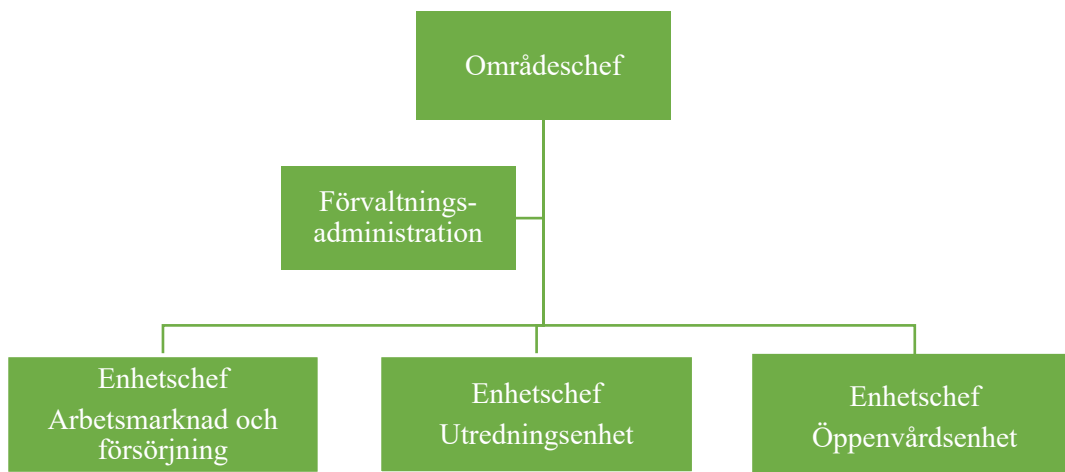 Områdeschef
Förvaltnings-
administration
Enhetschef
Arbetsmarknad och
försörjning
Enhetschef
Utredningsenhet
Enhetschef
Öppenvårdsenhet